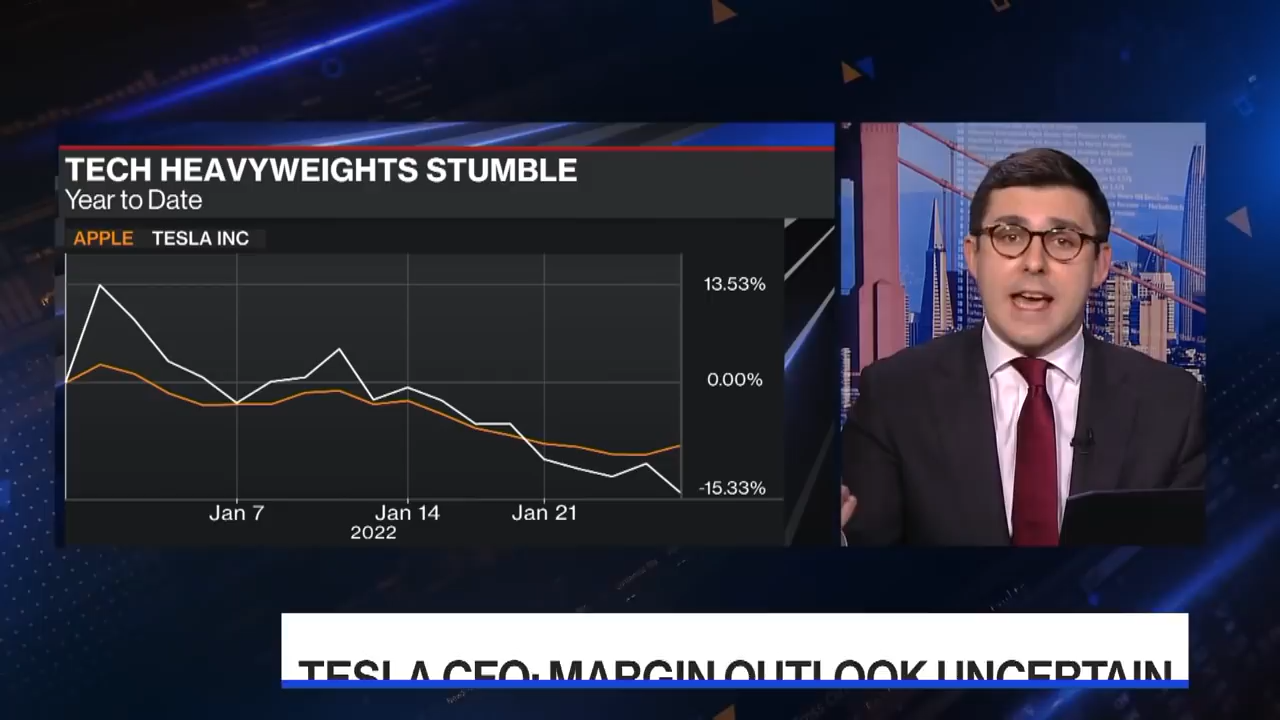 TECH HEAVYWEIGHTS STUMBLE
Year to Date
APPLE TESLA INC
13.53%
0.00%
-15.33%
Jan 7 Jan 14 Jan 21
2022
TESLA CFO: MARGIN OUTLOOK UNCERTAIN